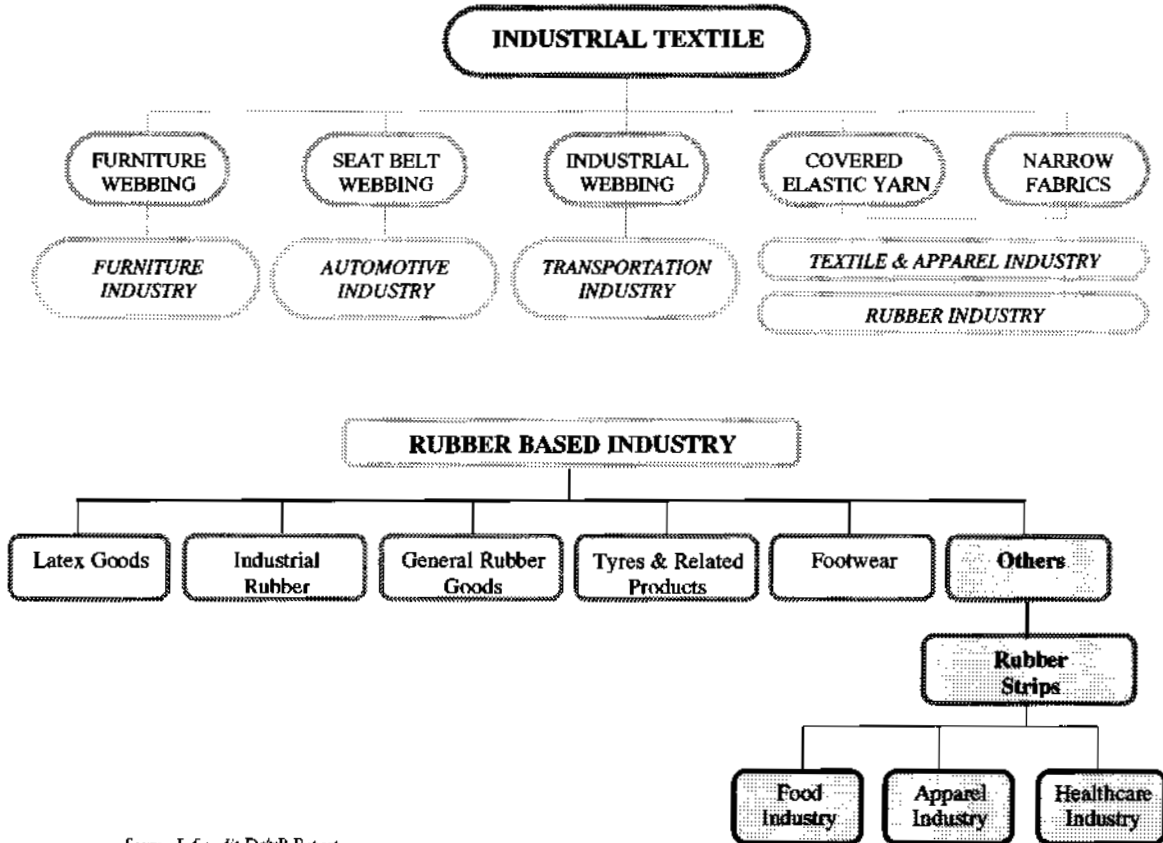 INDUSTRIAL TEXTILE
FURNITURE
WEBBING
SEAT BELT
WEBBING
INDUSTRIAL
WEBBING
COVERED
ELASTIC YARN
NARROW
FABRICS
FURNITURE
INDUSTRY
AUTOMOTIVE
INDUSTRY
TRANSPORTATION
INDUSTRY
TEXTILE & APPAREL INDUSTRY
RUBBER INDUSTRY
RUBBER BASED INDUSTRY
Latex Goods
Industrial
Rubber
General Rubber
Goods
Tyres & Related
Products
Footwear
Others
Rubber
Strips
Food
Industry
Apparel
Industry
Healthcare
Industry